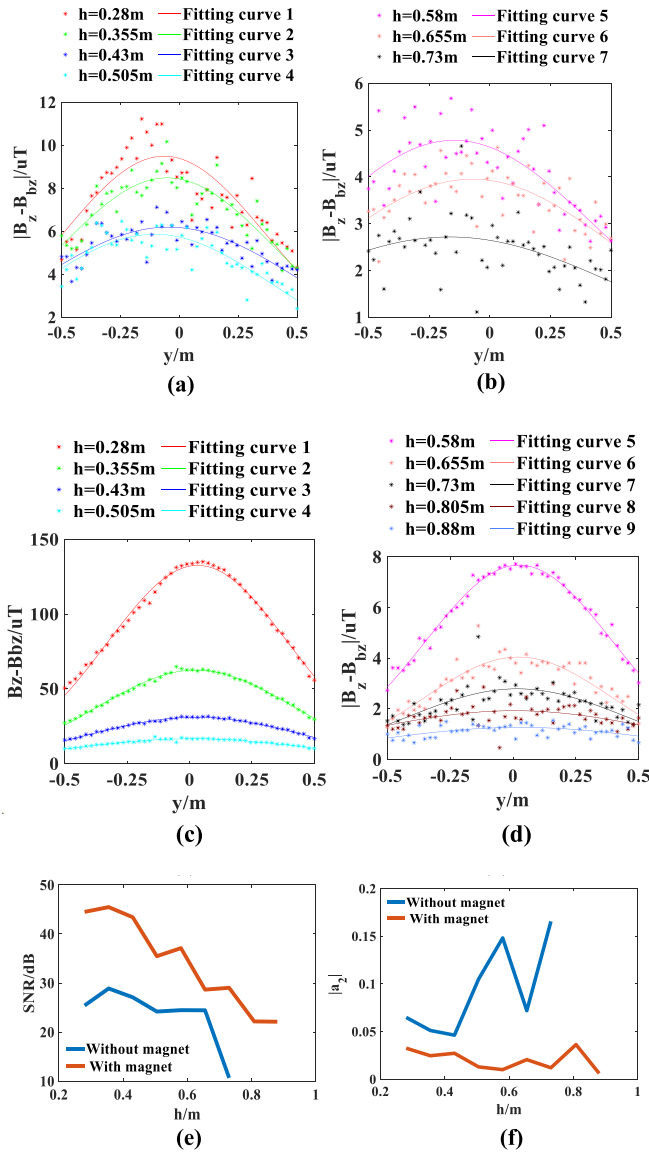 h=0.28m Fitting curve 1
h=0.355m Fitting curve 2
h=0.43m Fitting curve 3
h=0.505m Fitting curve 4
12
10
8
6
4
2
|B_z-B_bz|/uT
-0.5 -0.25 0 0.25 0.5
y/m
(a)
h=0.58m Fitting curve 5
h=0.655m Fitting curve 6
h=0.73m Fitting curve 7
6
5
4
3
2
1
|B_z-B_bz|/uT
-0.5 -0.25 0 0.25 0.5
y/m
(b)
h=0.28m Fitting curve 1
h=0.355m Fitting curve 2
h=0.43m Fitting curve 3
h=0.505m Fitting curve 4
150
100
50
0
Bz-Bbz/uT
-0.5 -0.25 0 0.25 0.5
y/m
(c)
h=0.58m Fitting curve 5
h=0.655m Fitting curve 6
h=0.73m Fitting curve 7
h=0.805m Fitting curve 8
h=0.88m Fitting curve 9
8
6
4
2
0
|B_z-B_bz|/uT
-0.5 -0.25 0 0.25 0.5
y/m
(d)
50
40
30
20
10
SNR/dB
Without magnet
With magnet
0.2 0.4 0.6 0.8 1
h/m
(e)
0.2
0.15
0.1
0.05
0
|a_2|
Without magnet
With magnet
0.2 0.4 0.6 0.8 1
h/m
(f)